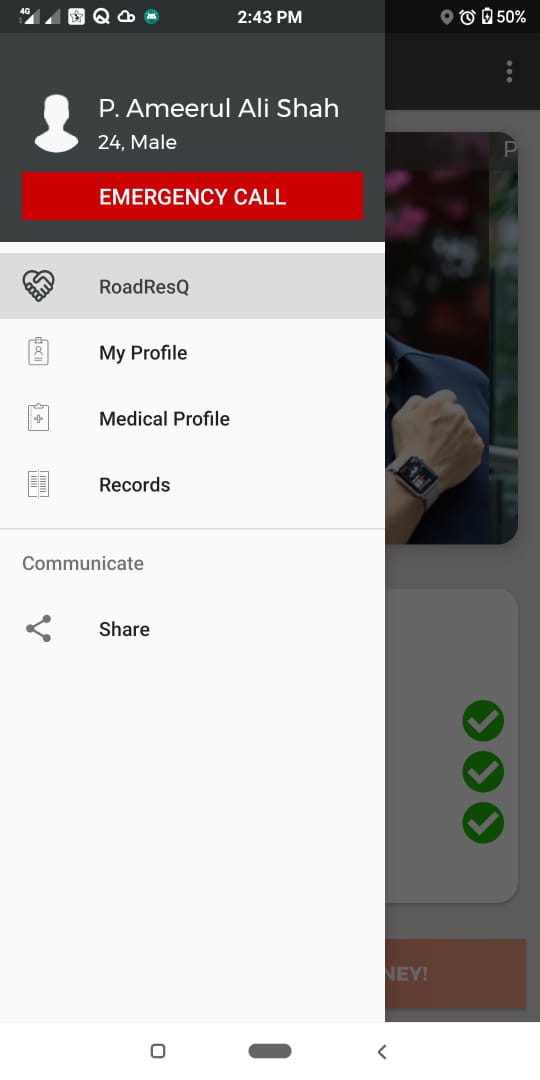 4G
2:43 PM
50%
P. Ameerul Ali Shah
24, Male
EMERGENCY CALL
RoadResQ
My Profile
Medical Profile
Records
Communicate
Share
P
NEY!